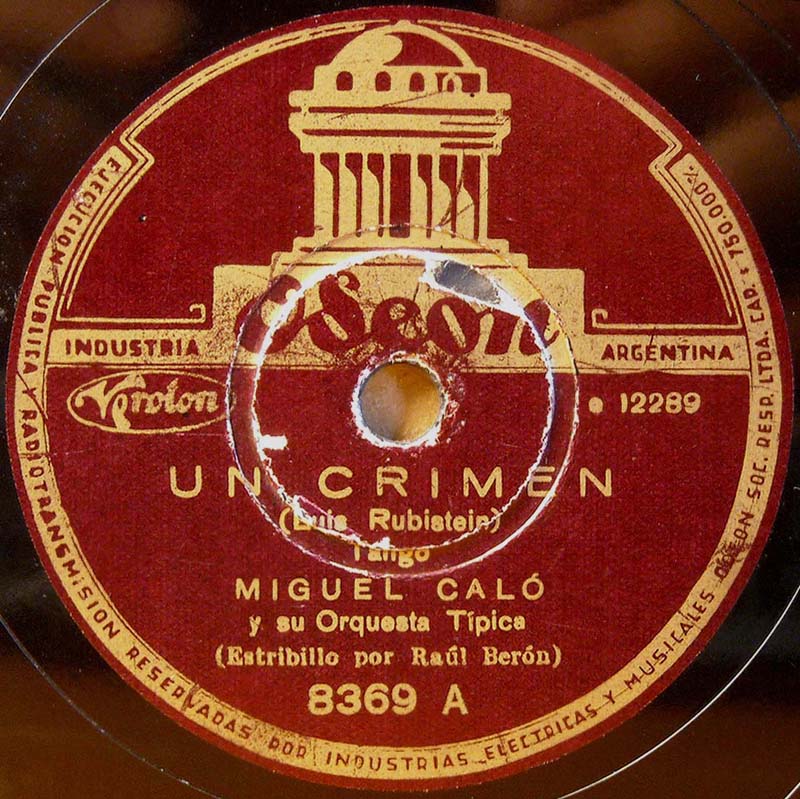 Odeon
INDUSTRIA
ARGENTINA
Vroton
12289
UN CRIMEN
(Luis Rubistein)
Tango
MIGUEL CALÓ
y su Orquesta Típica
(Estribillo por Raúl Berón)
8369 A
EJECUCION PUBLICA Y RADIOTRANSMISION RESERVADAS POR INDUSTRIAS ELECTRICAS Y MUSICALES ODEON SOC. RESP. LTDA. CAP. $ 750.000 %